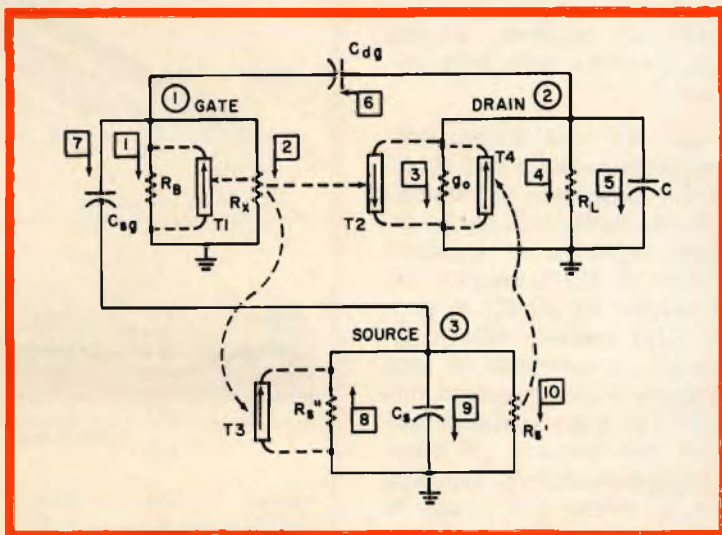 Cdg
6
1 GATE
DRAIN 2
7
1
2
3
T4
4
5
Csg
RB
RX
T1
T2
go
RL
C
SOURCE 3
T3
Rs"
8
Cs
9
10
Rs'